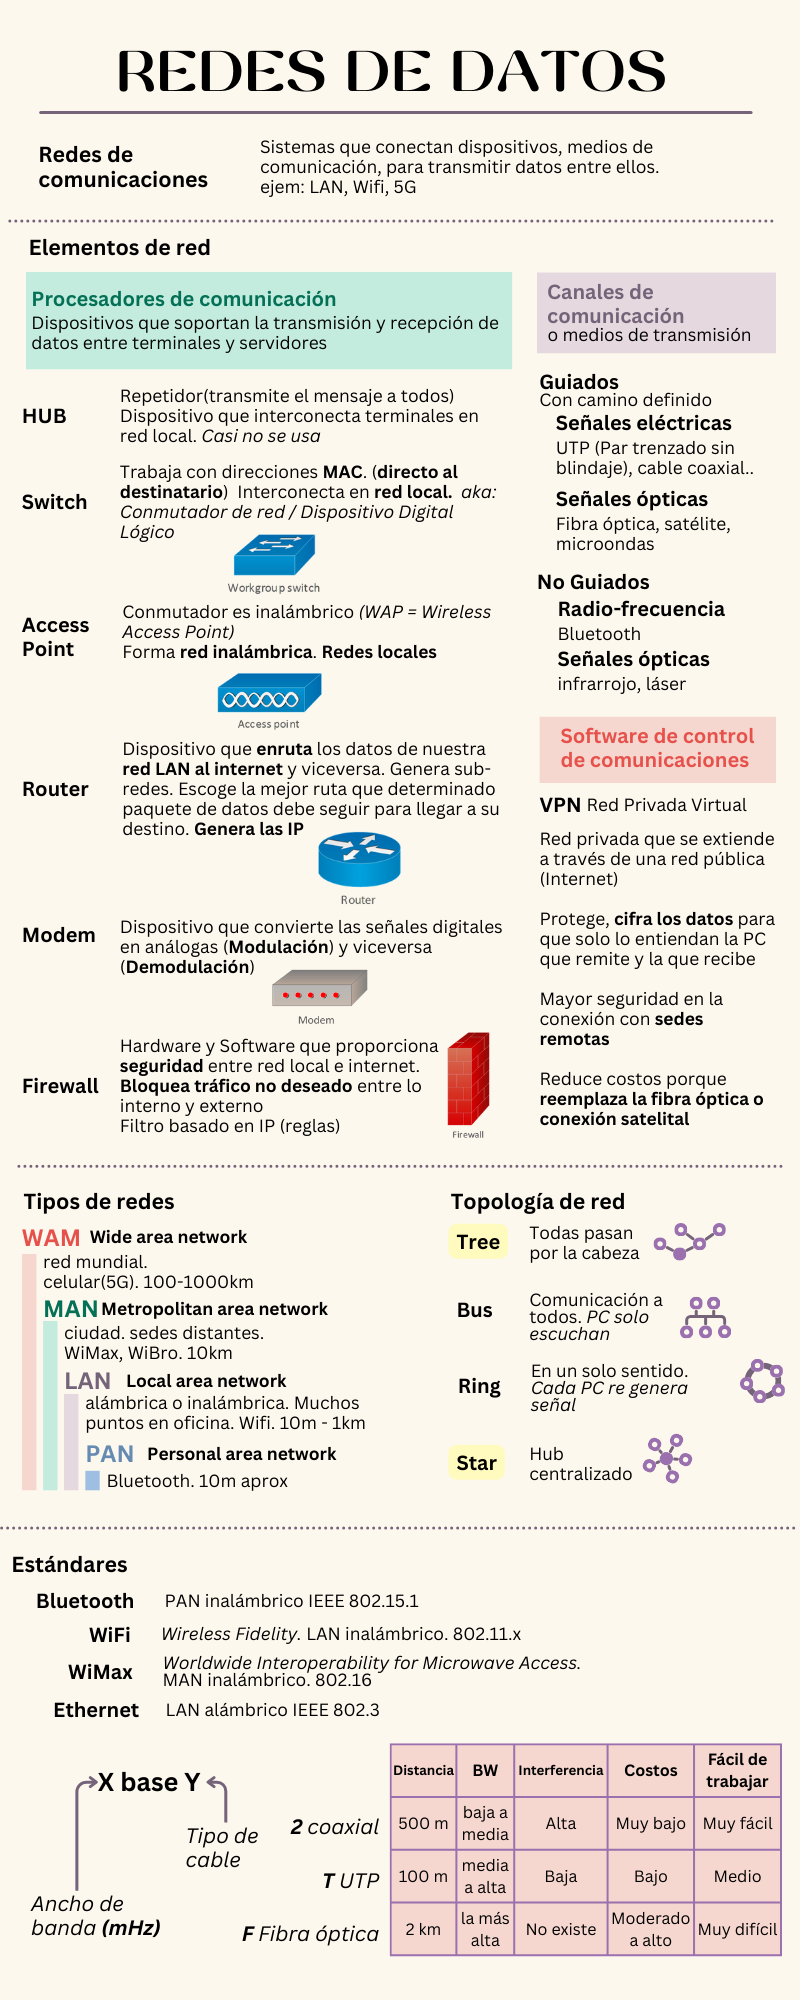 REDES DE DATOS
Redes de
comunicaciones
Sistemas que conectan dispositivos, medios de
comunicación, para transmitir datos entre ellos.
ejem: LAN, Wifi, 5G
Elementos de red
Procesadores de comunicación
Dispositivos que soportan la transmisión y recepción de
datos entre terminales y servidores
HUB
Repetidor(transmite el mensaje a todos)
Dispositivo que interconecta terminales en
red local. Casi no se usa
Switch
Trabaja con direcciones MAC. (directo al
destinatario) Interconecta en red local. aka:
Conmutador de red / Dispositivo Digital
Lógico
Workgroup switch
Access
Point
Conmutador es inalámbrico (WAP = Wireless
Access Point)
Forma red inalámbrica. Redes locales
Access point
Router
Dispositivo que enruta los datos de nuestra
red LAN al internet y viceversa. Genera sub-
redes. Escoge la mejor ruta que determinado
paquete de datos debe seguir para llegar a su
destino. Genera las IP
Router
Modem
Dispositivo que convierte las señales digitales
en análogas (Modulación) y viceversa
(Demodulación)
Modem
Firewall
Hardware y Software que proporciona
seguridad entre red local e internet.
Bloquea tráfico no deseado entre lo
interno y externo
Filtro basado en IP (reglas)
Firewall
Canales de
comunicación
o medios de transmisión
Guiados
Con camino definido
Señales eléctricas
UTP (Par trenzado sin
blindaje), cable coaxial..
Señales ópticas
Fibra óptica, satélite,
microondas
No Guiados
Radio-frecuencia
Bluetooth
Señales ópticas
infrarrojo, láser
Software de control
de comunicaciones
VPN Red Privada Virtual
Red privada que se extiende
a través de una red pública
(Internet)
Protege, cifra los datos para
que solo lo entiendan la PC
que remite y la que recibe
Mayor seguridad en la
conexión con sedes
remotas
Reduce costos porque
reemplaza la fibra óptica o
conexión satelital
Tipos de redes
WAM Wide area network
red mundial.
celular(5G). 100-1000km
MAN Metropolitan area network
ciudad. sedes distantes.
WiMax, WiBro. 10km
LAN Local area network
alámbrica o inalámbrica. Muchos
puntos en oficina. Wifi. 10m - 1km
PAN Personal area network
Bluetooth. 10m aprox
Topología de red
Tree
Todas pasan
por la cabeza
Bus
Comunicación a
todos. PC solo
escuchan
Ring
En un solo sentido.
Cada PC re genera
señal
Star
Hub
centralizado
Estándares
Bluetooth PAN inalámbrico IEEE 802.15.1
WiFi Wireless Fidelity. LAN inalámbrico. 802.11.x
WiMax Worldwide Interoperability for Microwave Access.
MAN inalámbrico. 802.16
Ethernet LAN alámbrico IEEE 802.3
X base Y
Tipo de
cable
Ancho de
banda (mHz)
Distancia BW Interferencia Costos Fácil de
trabajar
2 coaxial 500 m baja a
media Alta Muy bajo Muy fácil
T UTP 100 m media
a alta Baja Bajo Medio
F Fibra óptica 2 km la más
alta No existe Moderado
a alto Muy difícil